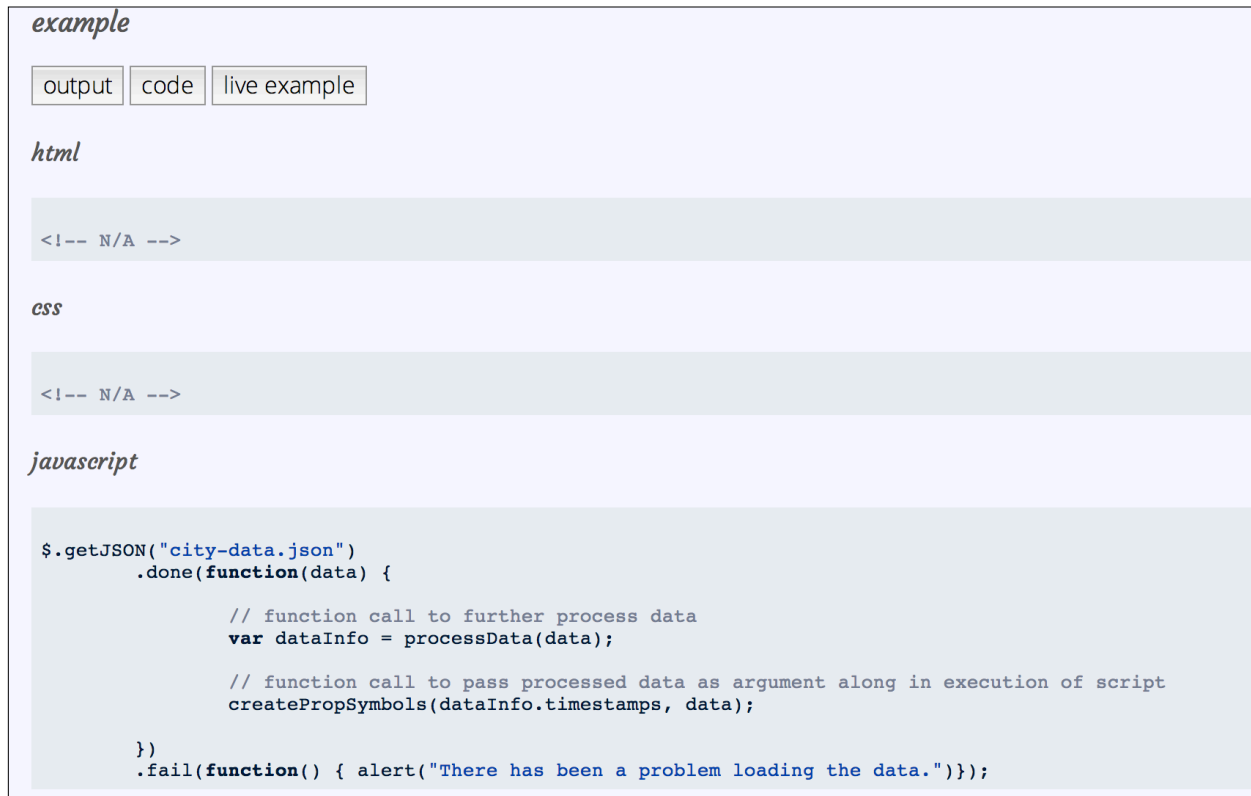 example
output code live example
html
<!-- N/A -->
css
<!-- N/A -->
javascript
$.getJSON("city-data.json")
        .done(function(data) {
                // function call to further process data
                var dataInfo = processData(data);
                // function call to pass processed data as argument along in execution of script
                createPropSymbols(dataInfo.timestamps, data);
        })
        .fail(function() { alert("There has been a problem loading the data.")});